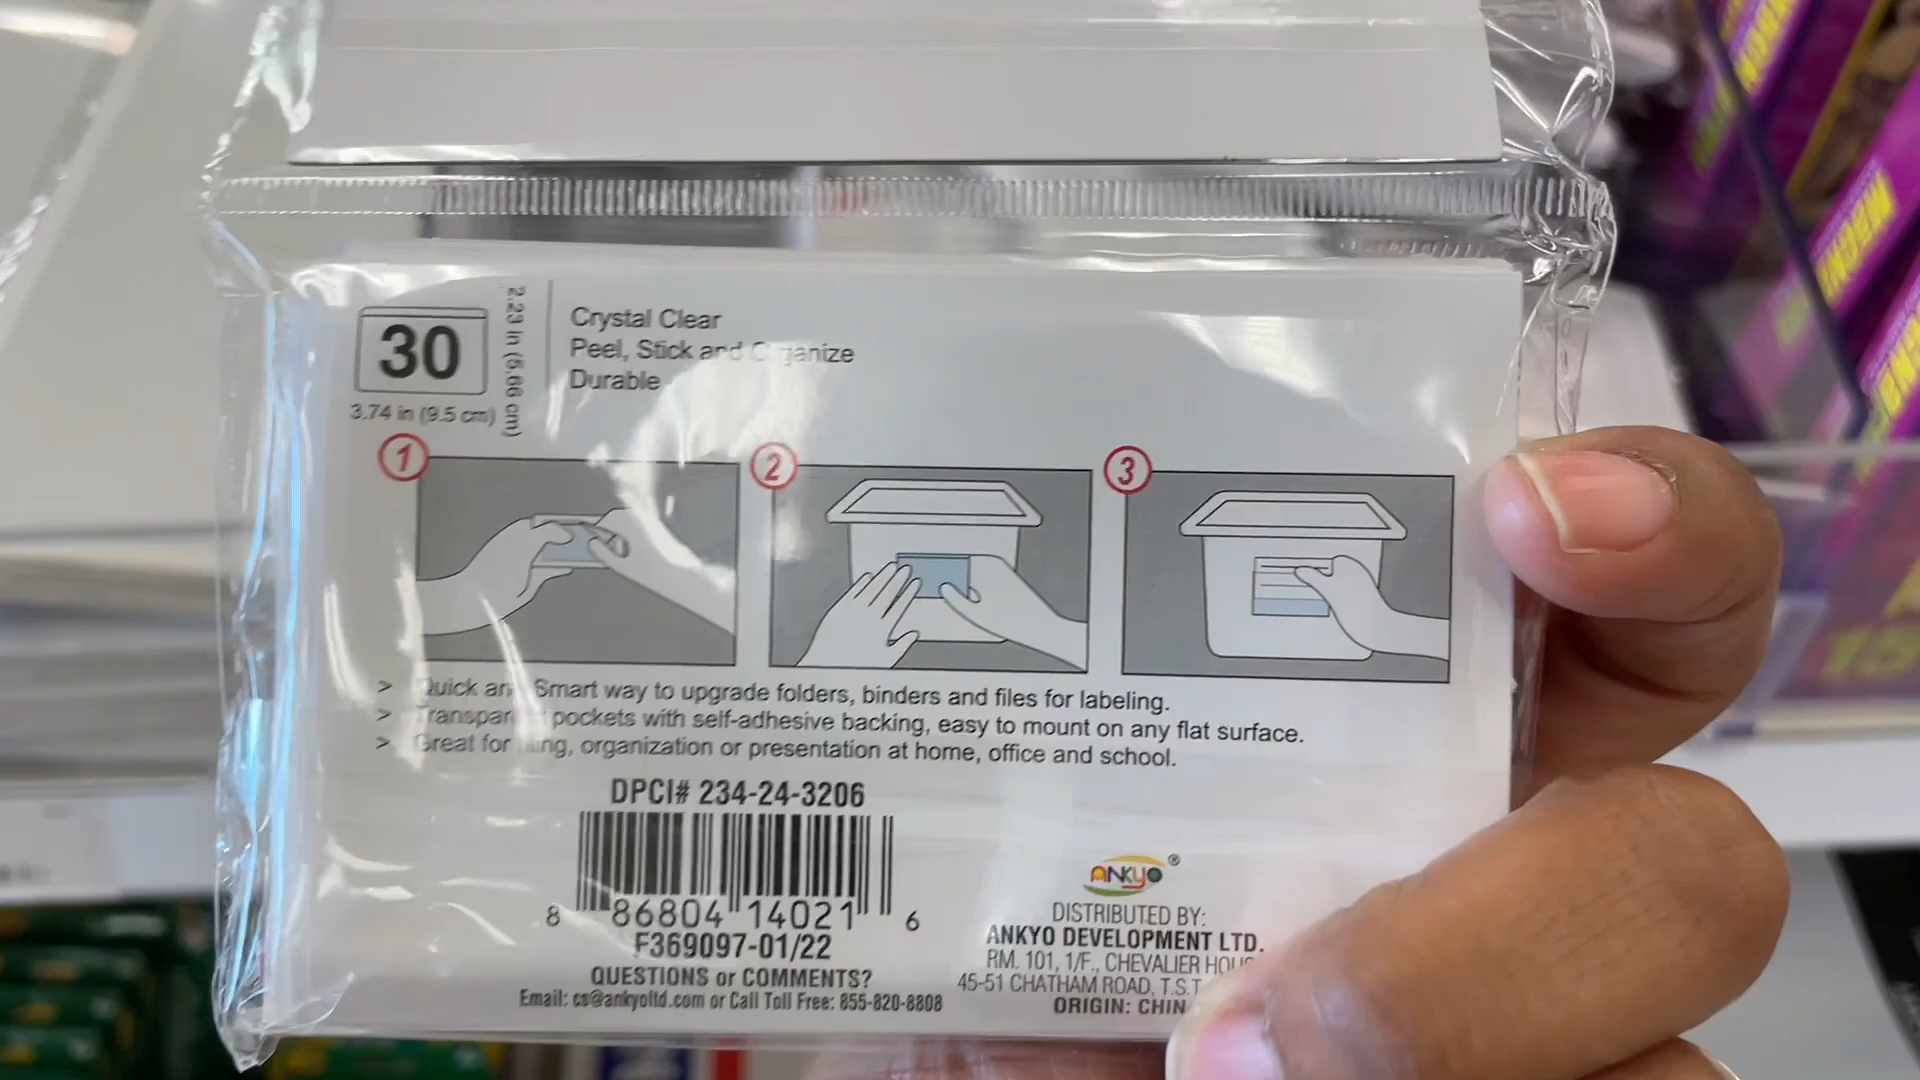 30
2.23 in (5.66 cm)
3.74 in (9.5 cm)
Crystal Clear
Peel, Stick and Organize
Durable
1
2
3
> Quick and Smart way to upgrade folders, binders and files for labeling.
> Transparent pockets with self-adhesive backing, easy to mount on any flat surface.
> Great for filing, organization or presentation at home, office and school.
DPCI# 234-24-3206
8 86804 14021 6
F369097-01/22
QUESTIONS or COMMENTS?
Email: cs@ankyoltd.com or Call Toll Free: 855-820-8808
ANKYO®
DISTRIBUTED BY:
ANKYO DEVELOPMENT LTD.
RM. 101, 1/F., CHEVALIER
45-51 CHATHAM ROAD, T.S.T
ORIGIN: CHIN